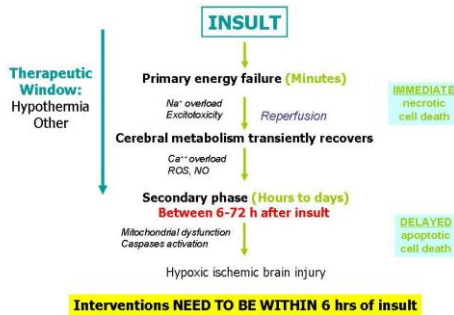 INSULT
Therapeutic
Window:
Hypothermia
Other
Primary energy failure (Minutes)
Na⁺ overload
Excitotoxicity
Reperfusion
IMMEDIATE
necrotic
cell death
Cerebral metabolism transiently recovers
Ca⁺⁺ overload
ROS, NO
Secondary phase (Hours to days)
Between 6-72 h after insult
Mitochondrial dysfunction
Caspases activation
DELAYED
apoptotic
cell death
Hypoxic ischemic brain injury
Interventions NEED TO BE WITHIN 6 hrs of insult